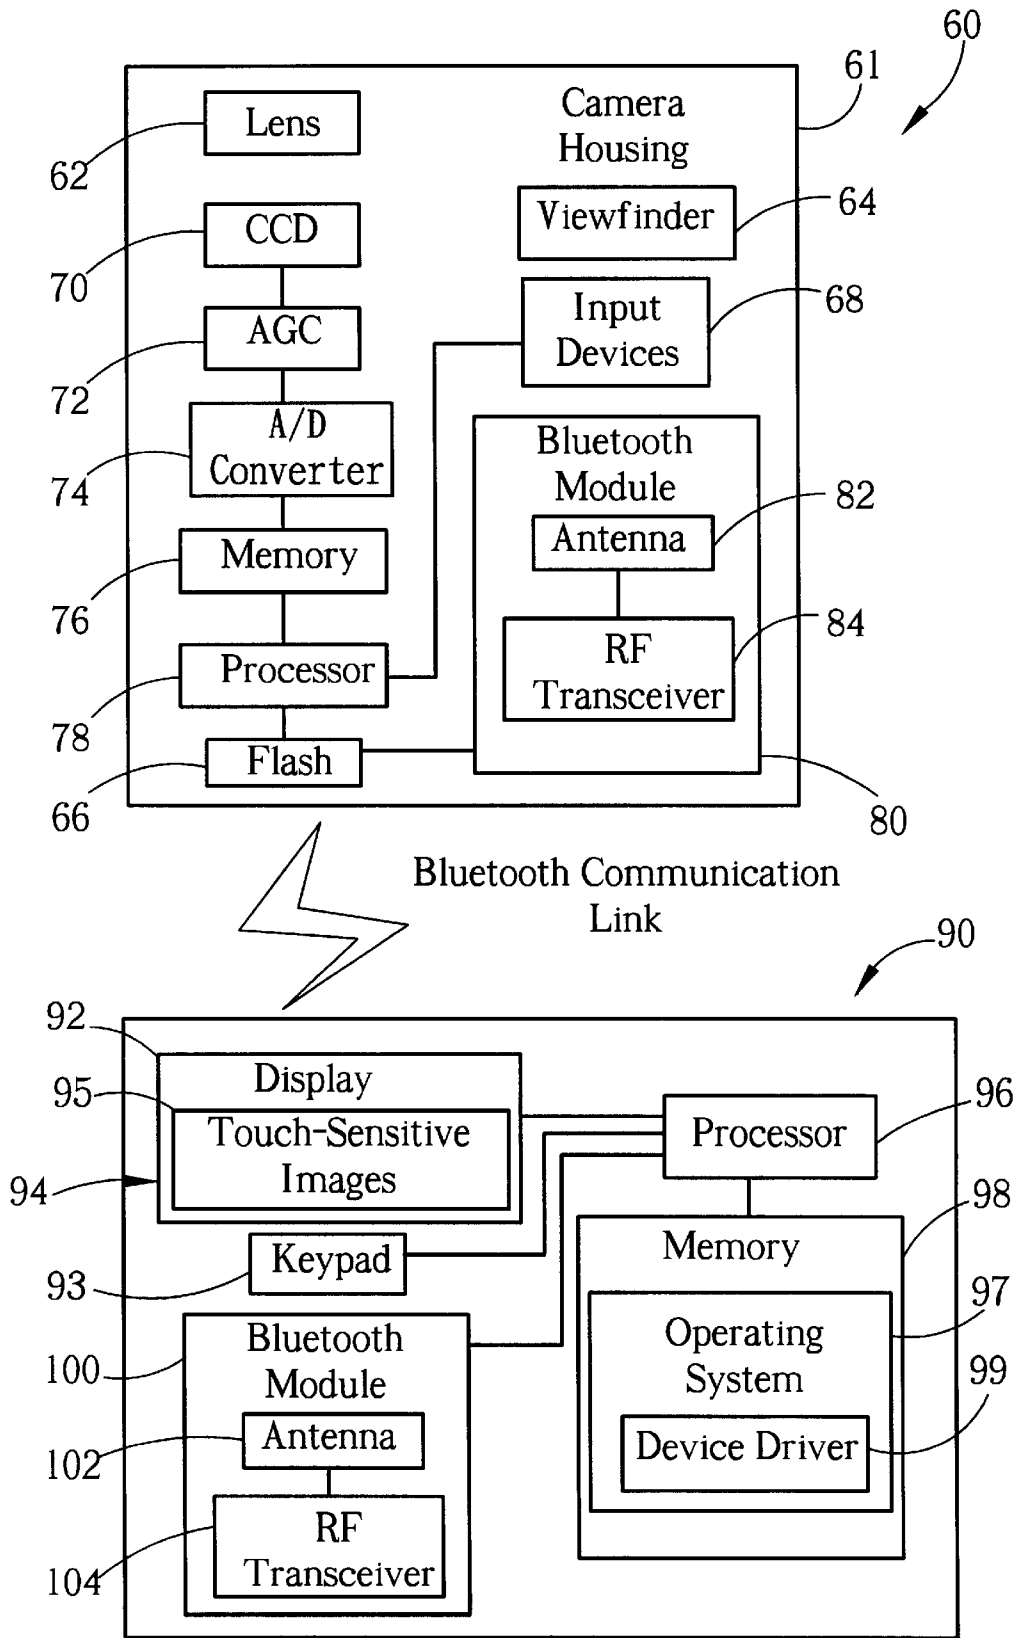 60
61
Lens
Camera
Housing
62
Viewfinder
64
CCD
70
Input
Devices
68
AGC
72
A/D
Converter
74
Bluetooth
Module
82
Antenna
Memory
76
84
RF
Transceiver
Processor
78
Flash
66
80
Bluetooth Communication
Link
90
92
Display
95
Touch-Sensitive
Images
94
96
Processor
98
Memory
Keypad
93
97
Operating
System
99
Device Driver
Bluetooth
Module
100
Antenna
102
RF
Transceiver
104